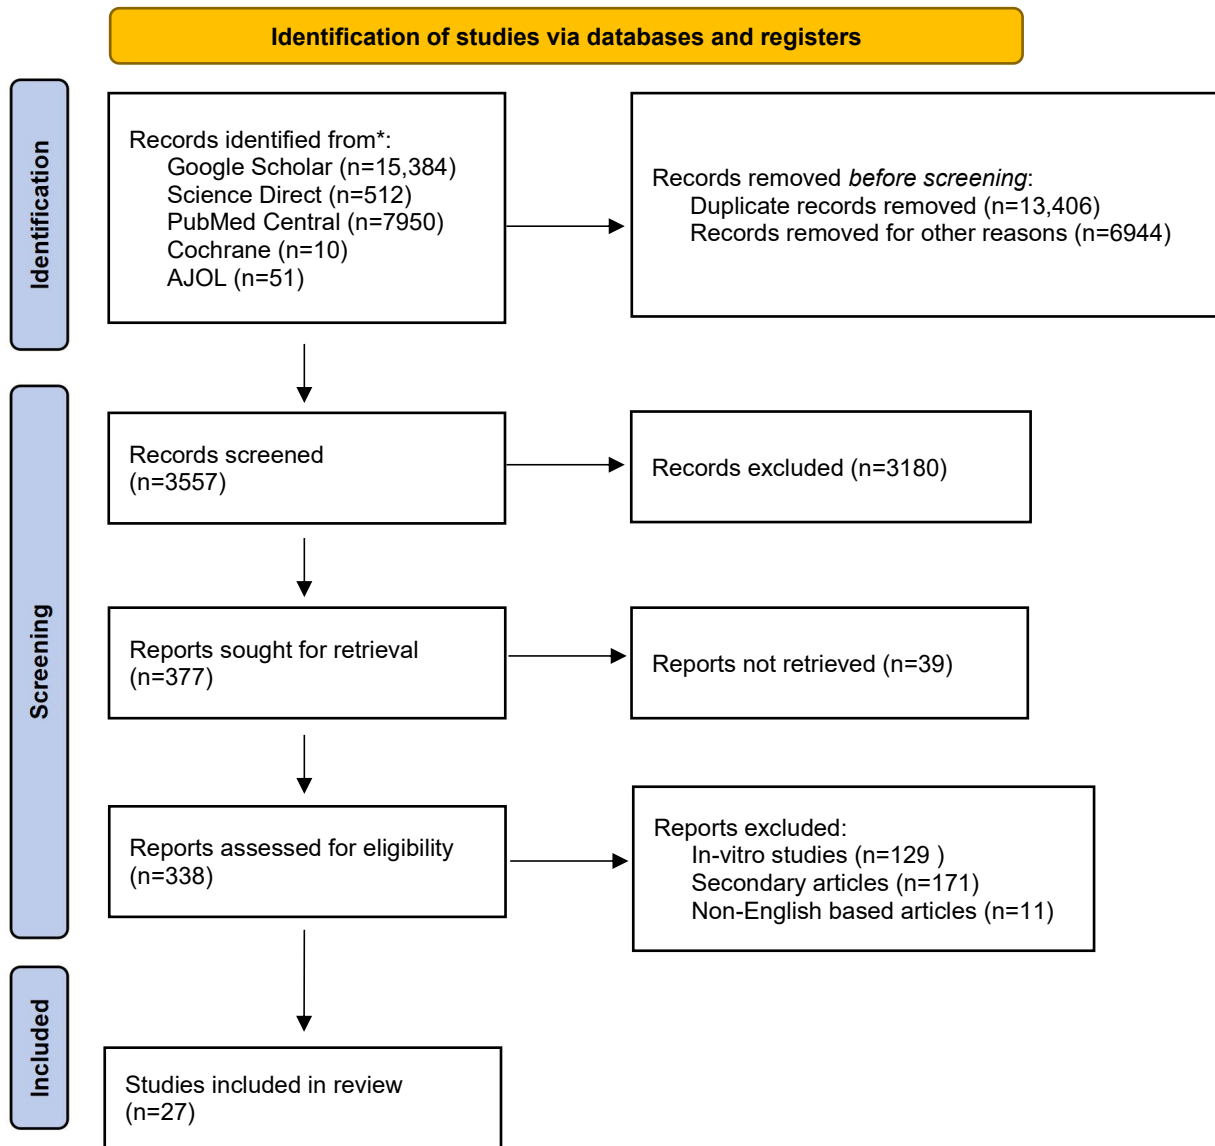 Identification of studies via databases and registers
Identification
Records identified from*:
Google Scholar (n=15,384)
Science Direct (n=512)
PubMed Central (n=7950)
Cochrane (n=10)
AJOL (n=51)
Records removed before screening:
Duplicate records removed (n=13,406)
Records removed for other reasons (n=6944)
Screening
Records screened
(n=3557)
Records excluded (n=3180)
Reports sought for retrieval
(n=377)
Reports not retrieved (n=39)
Reports assessed for eligibility
(n=338)
Reports excluded:
In-vitro studies (n=129 )
Secondary articles (n=171)
Non-English based articles (n=11)
Included
Studies included in review
(n=27)